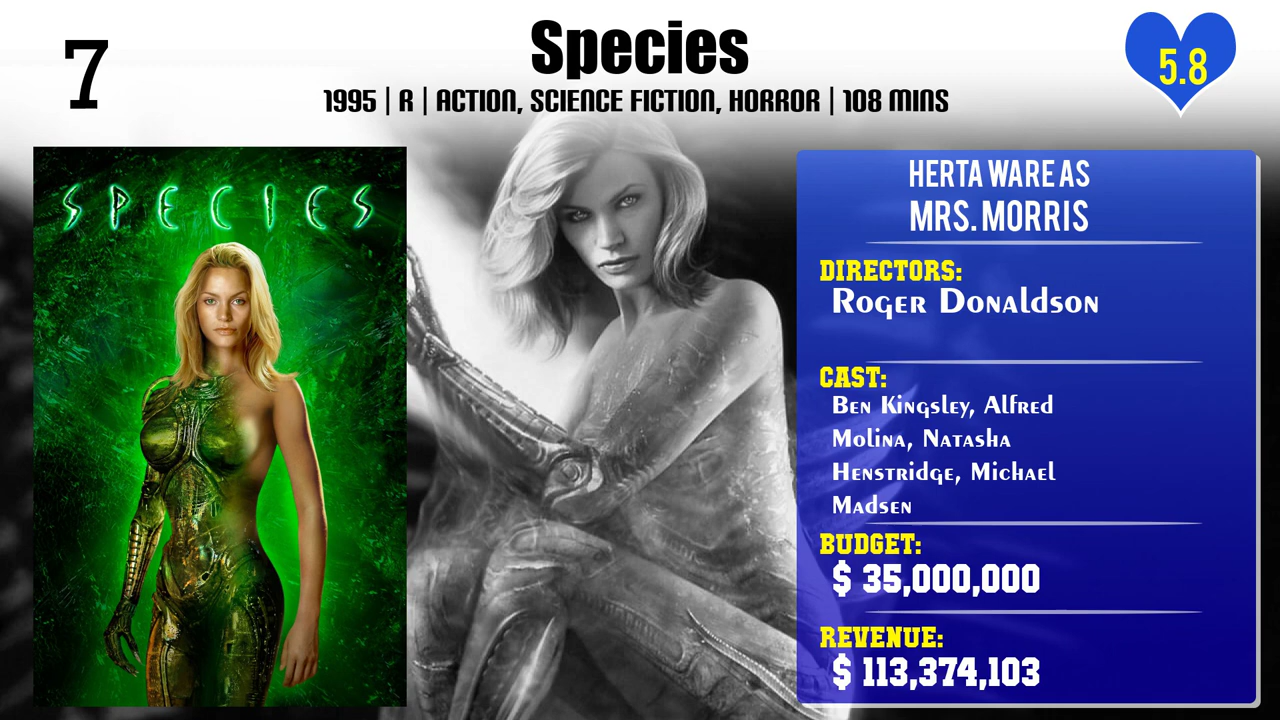 7
Species
5.8
1995 | R | ACTION, SCIENCE FICTION, HORROR | 108 MINS
SPECIES
HERTA WARE AS
MRS. MORRIS
DIRECTORS:
Roger Donaldson
CAST:
Ben Kingsley, Alfred
Molina, Natasha
Henstridge, Michael
Madsen
BUDGET:
$ 35,000,000
REVENUE:
$ 113,374,103